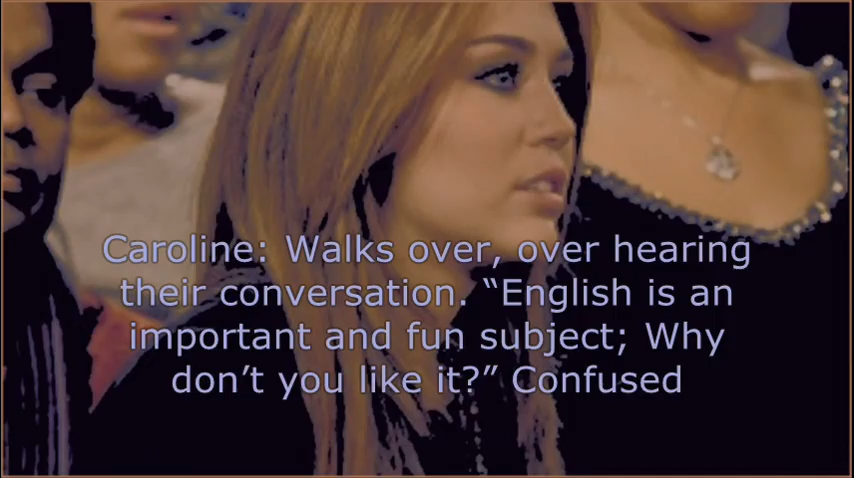 Caroline: Walks over, over hearing
their conversation. “English is an
important and fun subject; Why
don’t you like it?” Confused